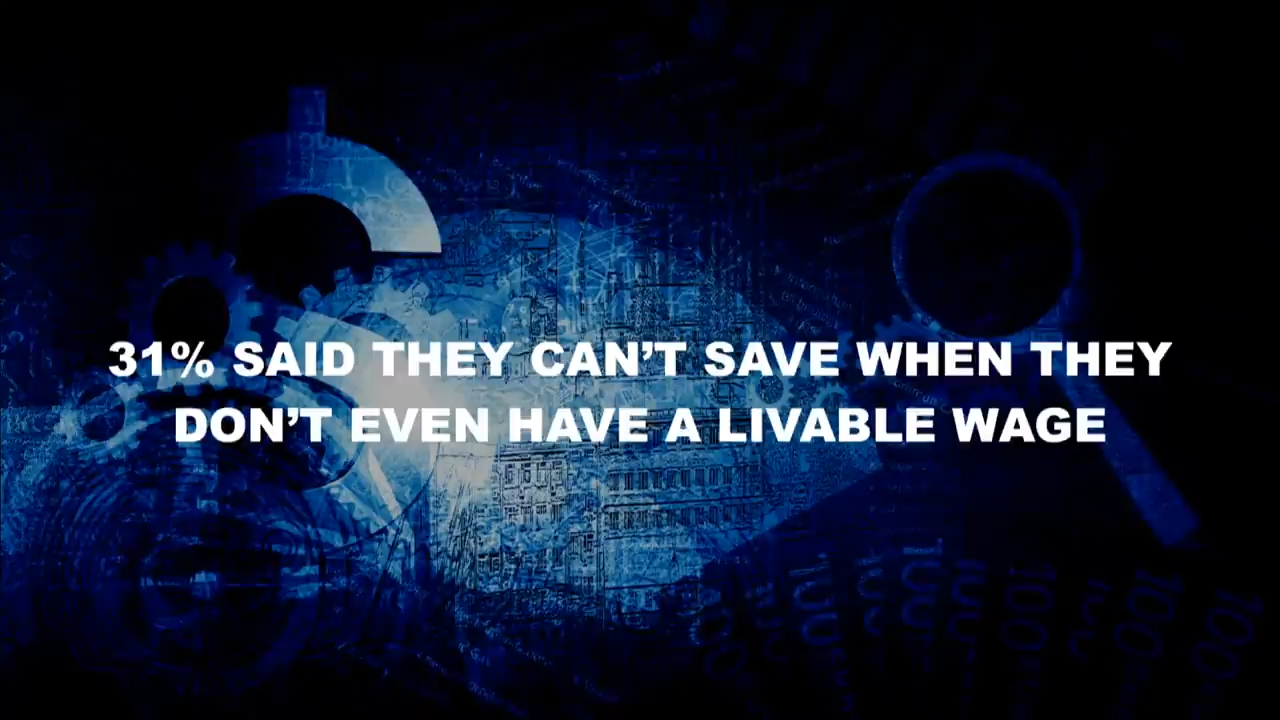 31% SAID THEY CAN’T SAVE WHEN THEY
DON’T EVEN HAVE A LIVABLE WAGE